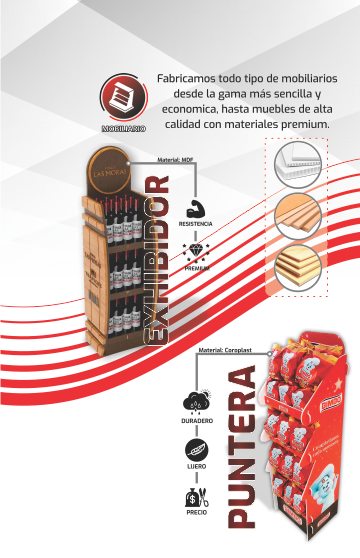 Fabricamos todo tipo de mobiliarios
desde la gama más sencilla y
economica, hasta muebles de alta
calidad con materiales premium.
MOBILIARIO
Material: MDF
LAS MORAS
EXHIBIDOR
RESISTENCIA
PREMIUM
Material: Coroplast
PUNTERA
DURADERO
LIJERO
PRECIO
BIMBO